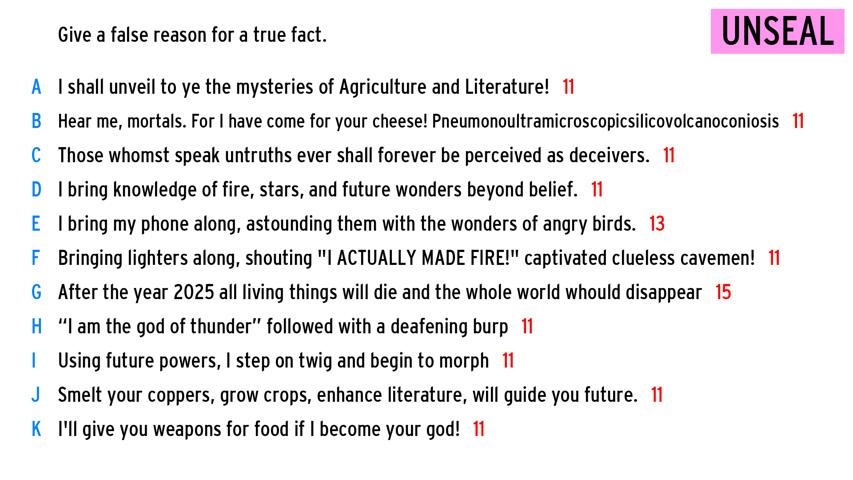 Give a false reason for a true fact.
UNSEAL
A I shall unveil to ye the mysteries of Agriculture and Literature! 11
B Hear me, mortals. For I have come for your cheese! Pneumonoultramicroscopicsilicovolcanoconiosis 11
C Those whomst speak untruths ever shall forever be perceived as deceivers. 11
D I bring knowledge of fire, stars, and future wonders beyond belief. 11
E I bring my phone along, astounding them with the wonders of angry birds. 13
F Bringing lighters along, shouting "I ACTUALLY MADE FIRE!" captivated clueless cavemen! 11
G After the year 2025 all living things will die and the whole world whould disappear 15
H “I am the god of thunder” followed with a deafening burp 11
I Using future powers, I step on twig and begin to morph 11
J Smelt your coppers, grow crops, enhance literature, will guide you future. 11
K I'll give you weapons for food if I become your god! 11